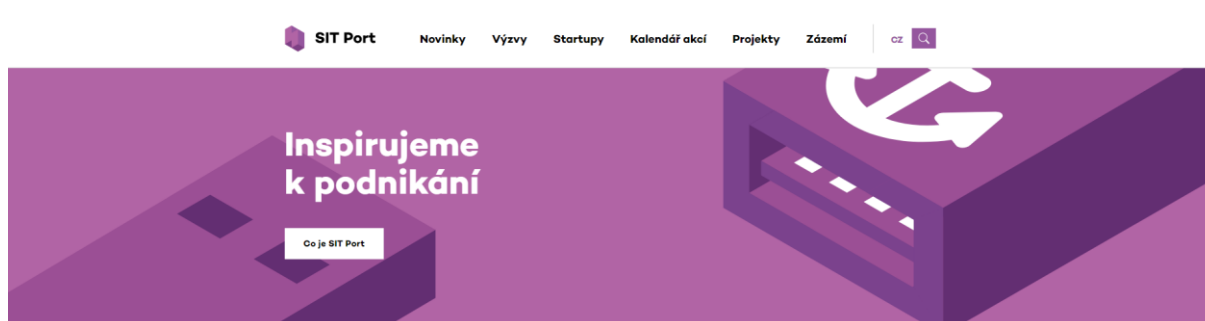 SIT Port
Novinky
Výzvy
Startupy
Kalendář akcí
Projekty
Zázemí
cz
Inspirujeme
k podnikání
Co je SIT Port